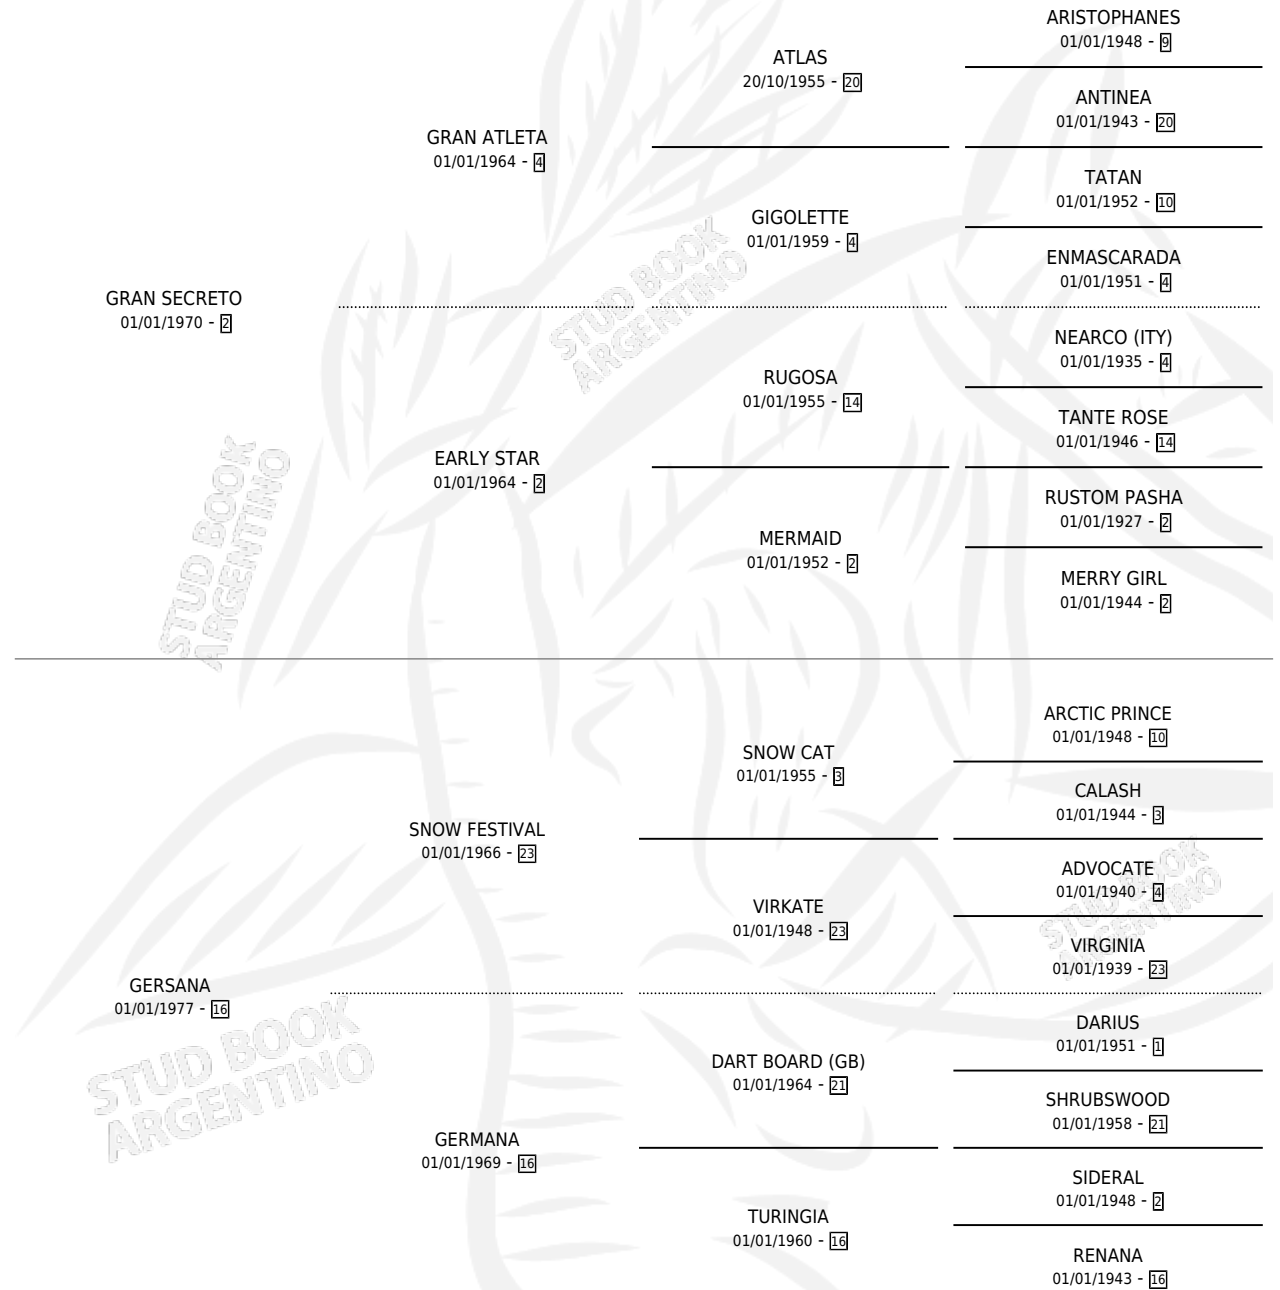 ARISTOPHANES
01/01/1948 - 9
ATLAS
20/10/1955 - 20
ANTINEA
01/01/1943 - 20
GRAN ATLETA
01/01/1964 - 4
TATAN
01/01/1952 - 10
GIGOLETTE
01/01/1959 - 4
ENMASCARADA
01/01/1951 - 4
GRAN SECRETO
01/01/1970 - 2
STUD BOOK
ARGENTINO
NEARCO (ITY)
01/01/1935 - 4
RUGOSA
01/01/1955 - 14
TANTE ROSE
01/01/1946 - 14
EARLY STAR
01/01/1964 - 2
RUSTOM PASHA
01/01/1927 - 2
MERMAID
01/01/1952 - 2
MERRY GIRL
01/01/1944 - 2
STUD BOOK
ARGENTINO
ARCTIC PRINCE
01/01/1948 - 10
SNOW CAT
01/01/1955 - 3
CALASH
01/01/1944 - 3
SNOW FESTIVAL
01/01/1966 - 23
ADVOCATE
01/01/1940 - 4
VIRKATE
01/01/1948 - 23
VIRGINIA
01/01/1939 - 23
STUD BOOK
ARGENTINO
GERSANA
01/01/1977 - 16
DARIUS
01/01/1951 - 1
DART BOARD (GB)
01/01/1964 - 21
SHRUBSWOOD
01/01/1958 - 21
STUD BOOK
ARGENTINO
GERMANA
01/01/1969 - 16
SIDERAL
01/01/1948 - 2
TURINGIA
01/01/1960 - 16
RENANA
01/01/1943 - 16